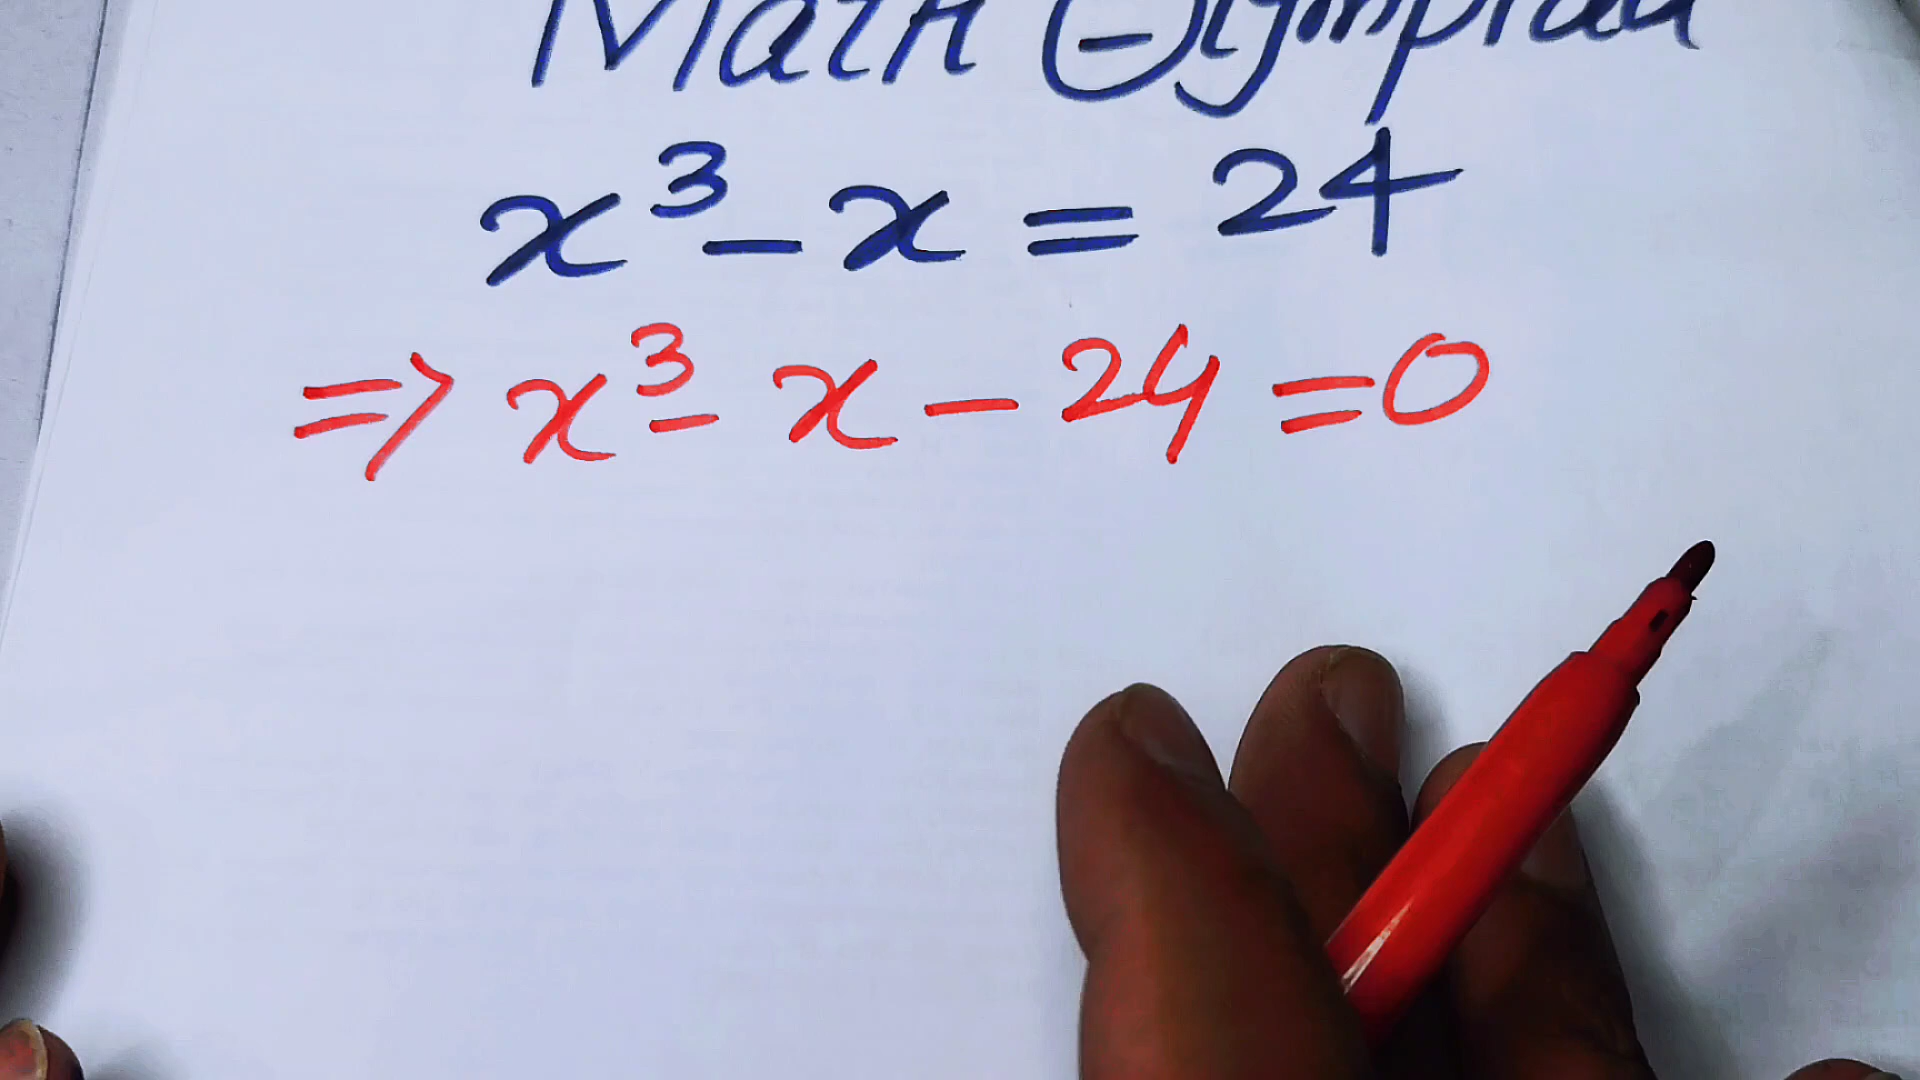 Math Olympiad
x³ - x = 24
⇒ x³ - x - 24 = 0